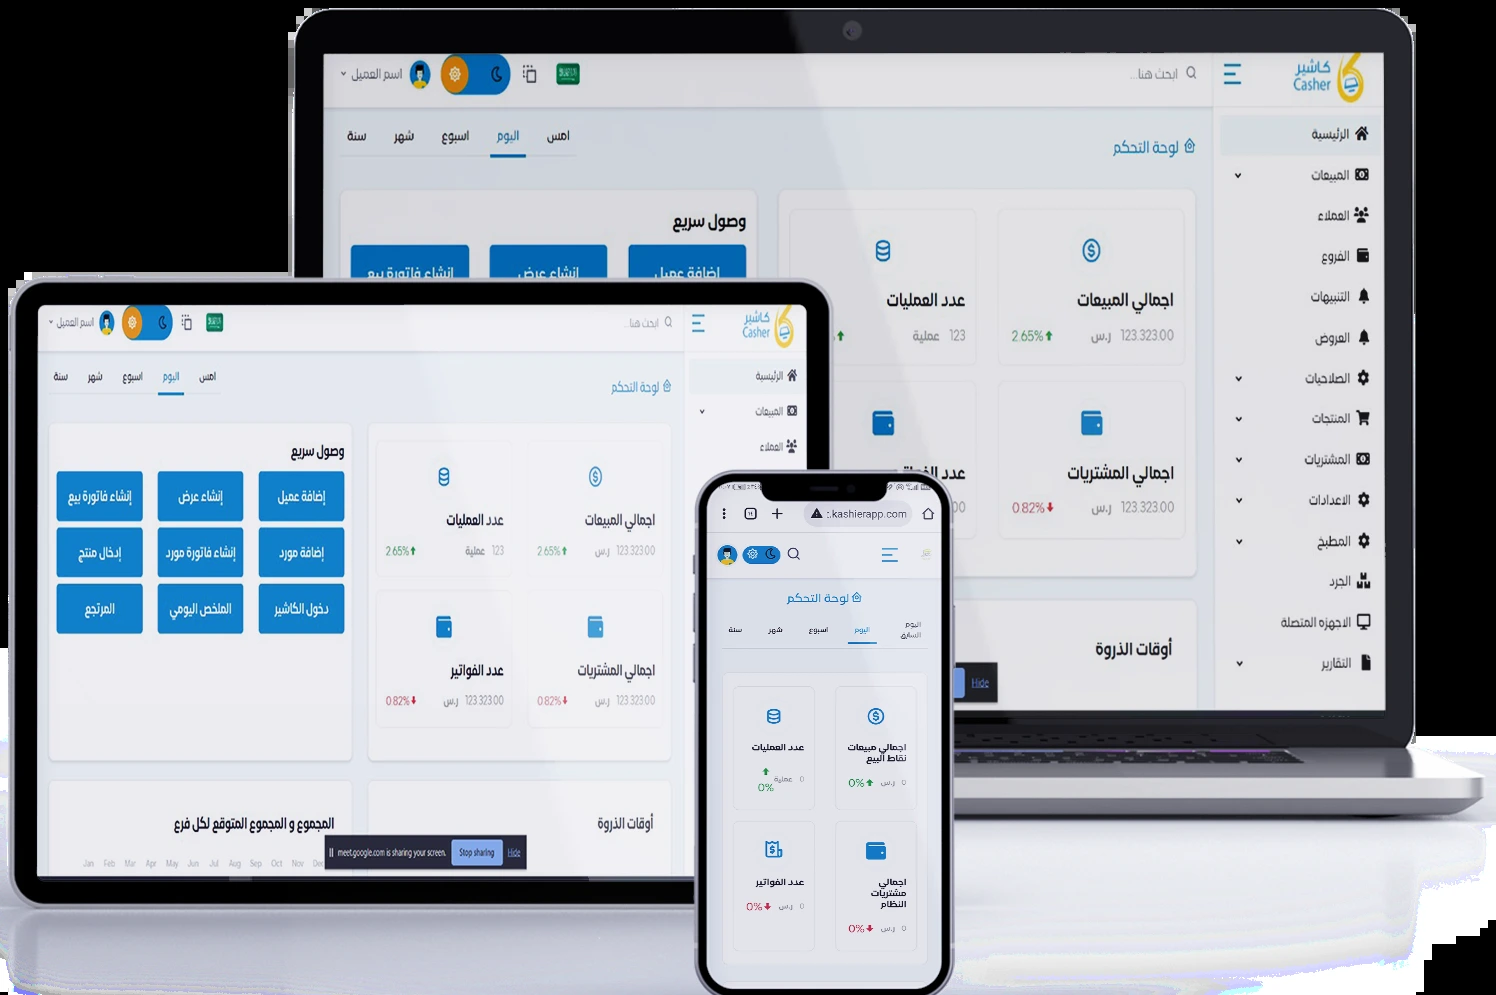 كاشير
Casher
ابحث هنا...
اسم العميل
الرئيسية
المبيعات
العملاء
الفروع
التنبيهات
العروض
الصلاحيات
المنتجات
المشتريات
الاعدادات
المطبخ
الجرد
الاجهزه المتصلة
التقارير
لوحة التحكم
امس
اليوم
اسبوع
شهر
سنة
اجمالي المبيعات
123.323.00 ر.س 2.65%
عدد العمليات
123 عملية
اجمالي المشتريات
123.323.00 ر.س 0.82%
عدد الفواتير
00
وصول سريع
إضافة عميل
إنشاء عرض
إنشاء فاتورة بيع
أوقات الذروة
Hide
كاشير
Casher
ابحث هنا...
اسم العميل
الرئيسية
المبيعات
العملاء
لوحة التحكم
امس
اليوم
اسبوع
شهر
سنة
اجمالي المبيعات
123.323.00 ر.س 2.65%
عدد العمليات
123 عملية 2.65%
اجمالي المشتريات
123.323.00 ر.س 0.82%
عدد الفواتير
123.323.00 ر.س 0.82%
وصول سريع
إضافة عميل
إنشاء عرض
إنشاء فاتورة بيع
إضافة مورد
إنشاء فاتورة مورد
إدخال منتج
دخول الكاشير
الملخص اليومي
المرتجع
أوقات الذروة
المجموع و المجموع المتوقع لكل فرع
Jan Feb Mar Apr May Jun Jul Aug Sep Oct Nov Dec
meet.google.com is sharing your screen. Stop sharing Hide
:.kashierapp.com
لوحة التحكم
اليوم
السابق
اليوم
اسبوع
شهر
سنة
اجمالي مبيعات
نقاط البيع
0 ر.س 0%
عدد العمليات
0 عملية
0%
اجمالي
مشتريات
النظام
0 ر.س 0%
عدد الفواتير
0 ر.س 0%